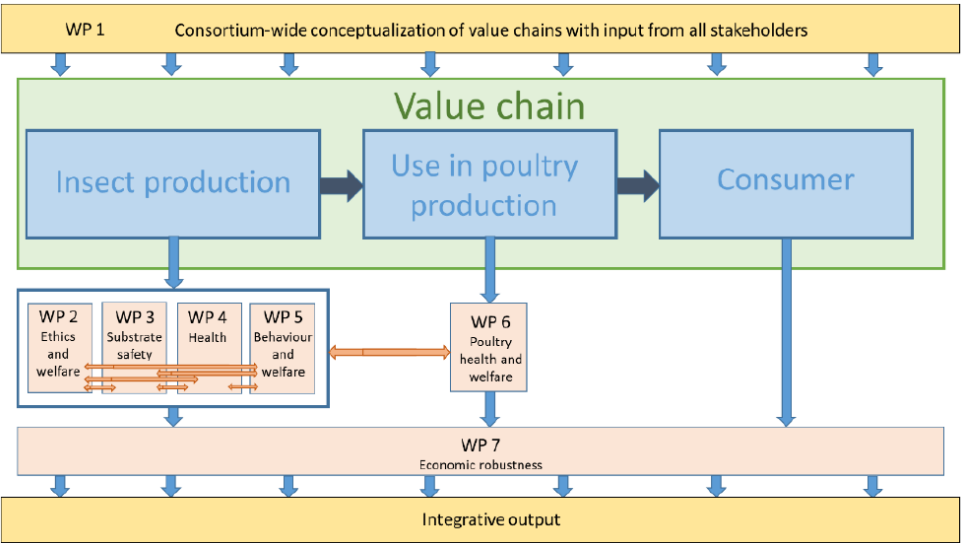 WP 1 Consortium-wide conceptualization of value chains with input from all stakeholders
Value chain
Insect production
Use in poultry
production
Consumer
WP 2
Ethics
and
welfare
WP 3
Substrate
safety
WP 4
Health
WP 5
Behaviour
and
welfare
WP 6
Poultry
health and
welfare
WP 7
Economic robustness
Integrative output